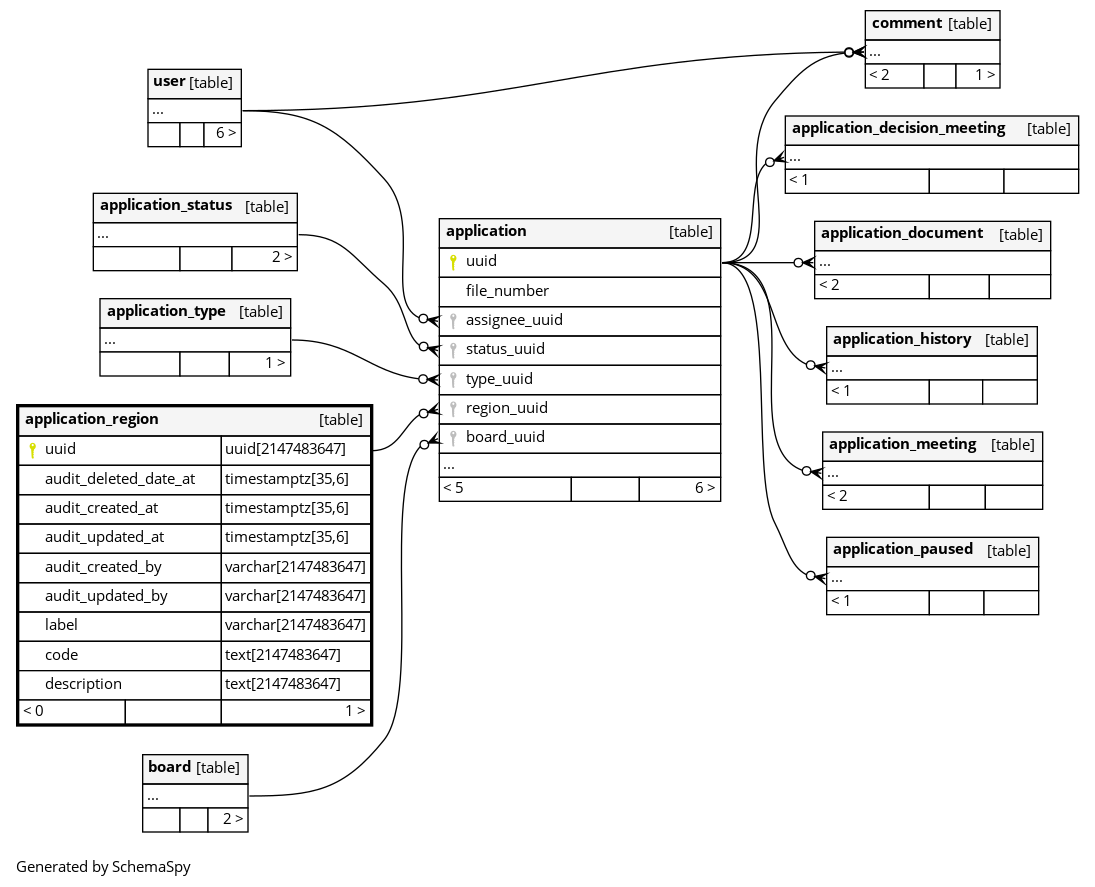 user [table]
...
6 >
application_status [table]
...
2 >
application_type [table]
...
1 >
application_region [table]
uuid uuid[2147483647]
audit_deleted_date_at timestamptz[35,6]
audit_created_at timestamptz[35,6]
audit_updated_at timestamptz[35,6]
audit_created_by varchar[2147483647]
audit_updated_by varchar[2147483647]
label varchar[2147483647]
code text[2147483647]
description text[2147483647]
< 0 1 >
board [table]
...
2 >
application [table]
uuid
file_number
assignee_uuid
status_uuid
type_uuid
region_uuid
board_uuid
...
< 5 6 >
comment [table]
...
< 2 1 >
application_decision_meeting [table]
...
< 1
application_document [table]
...
< 2
application_history [table]
...
< 1
application_meeting [table]
...
< 2
application_paused [table]
...
< 1
Generated by SchemaSpy